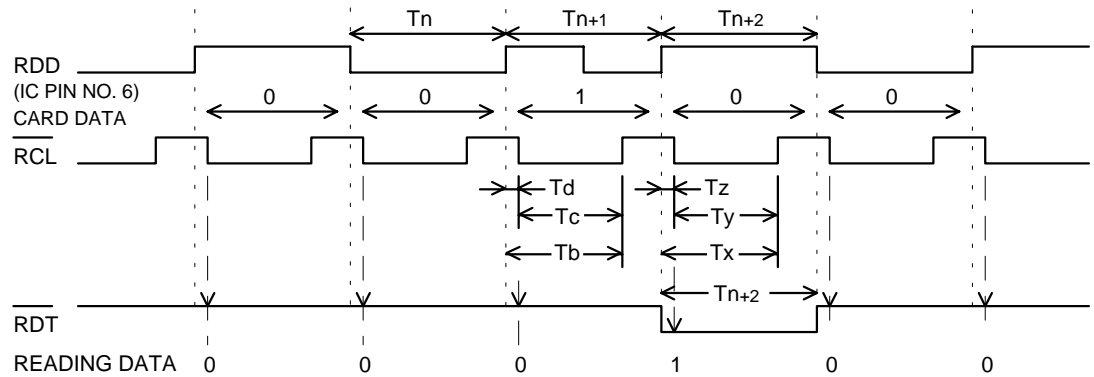 Tn Tn+1 Tn+2
RDD
(IC PIN NO. 6)
CARD DATA
0 0 1 0 0
RCL
Td Tz
Tc Ty
Tb Tx
Tn+2
RDT
READING DATA 0 0 0 1 0 0